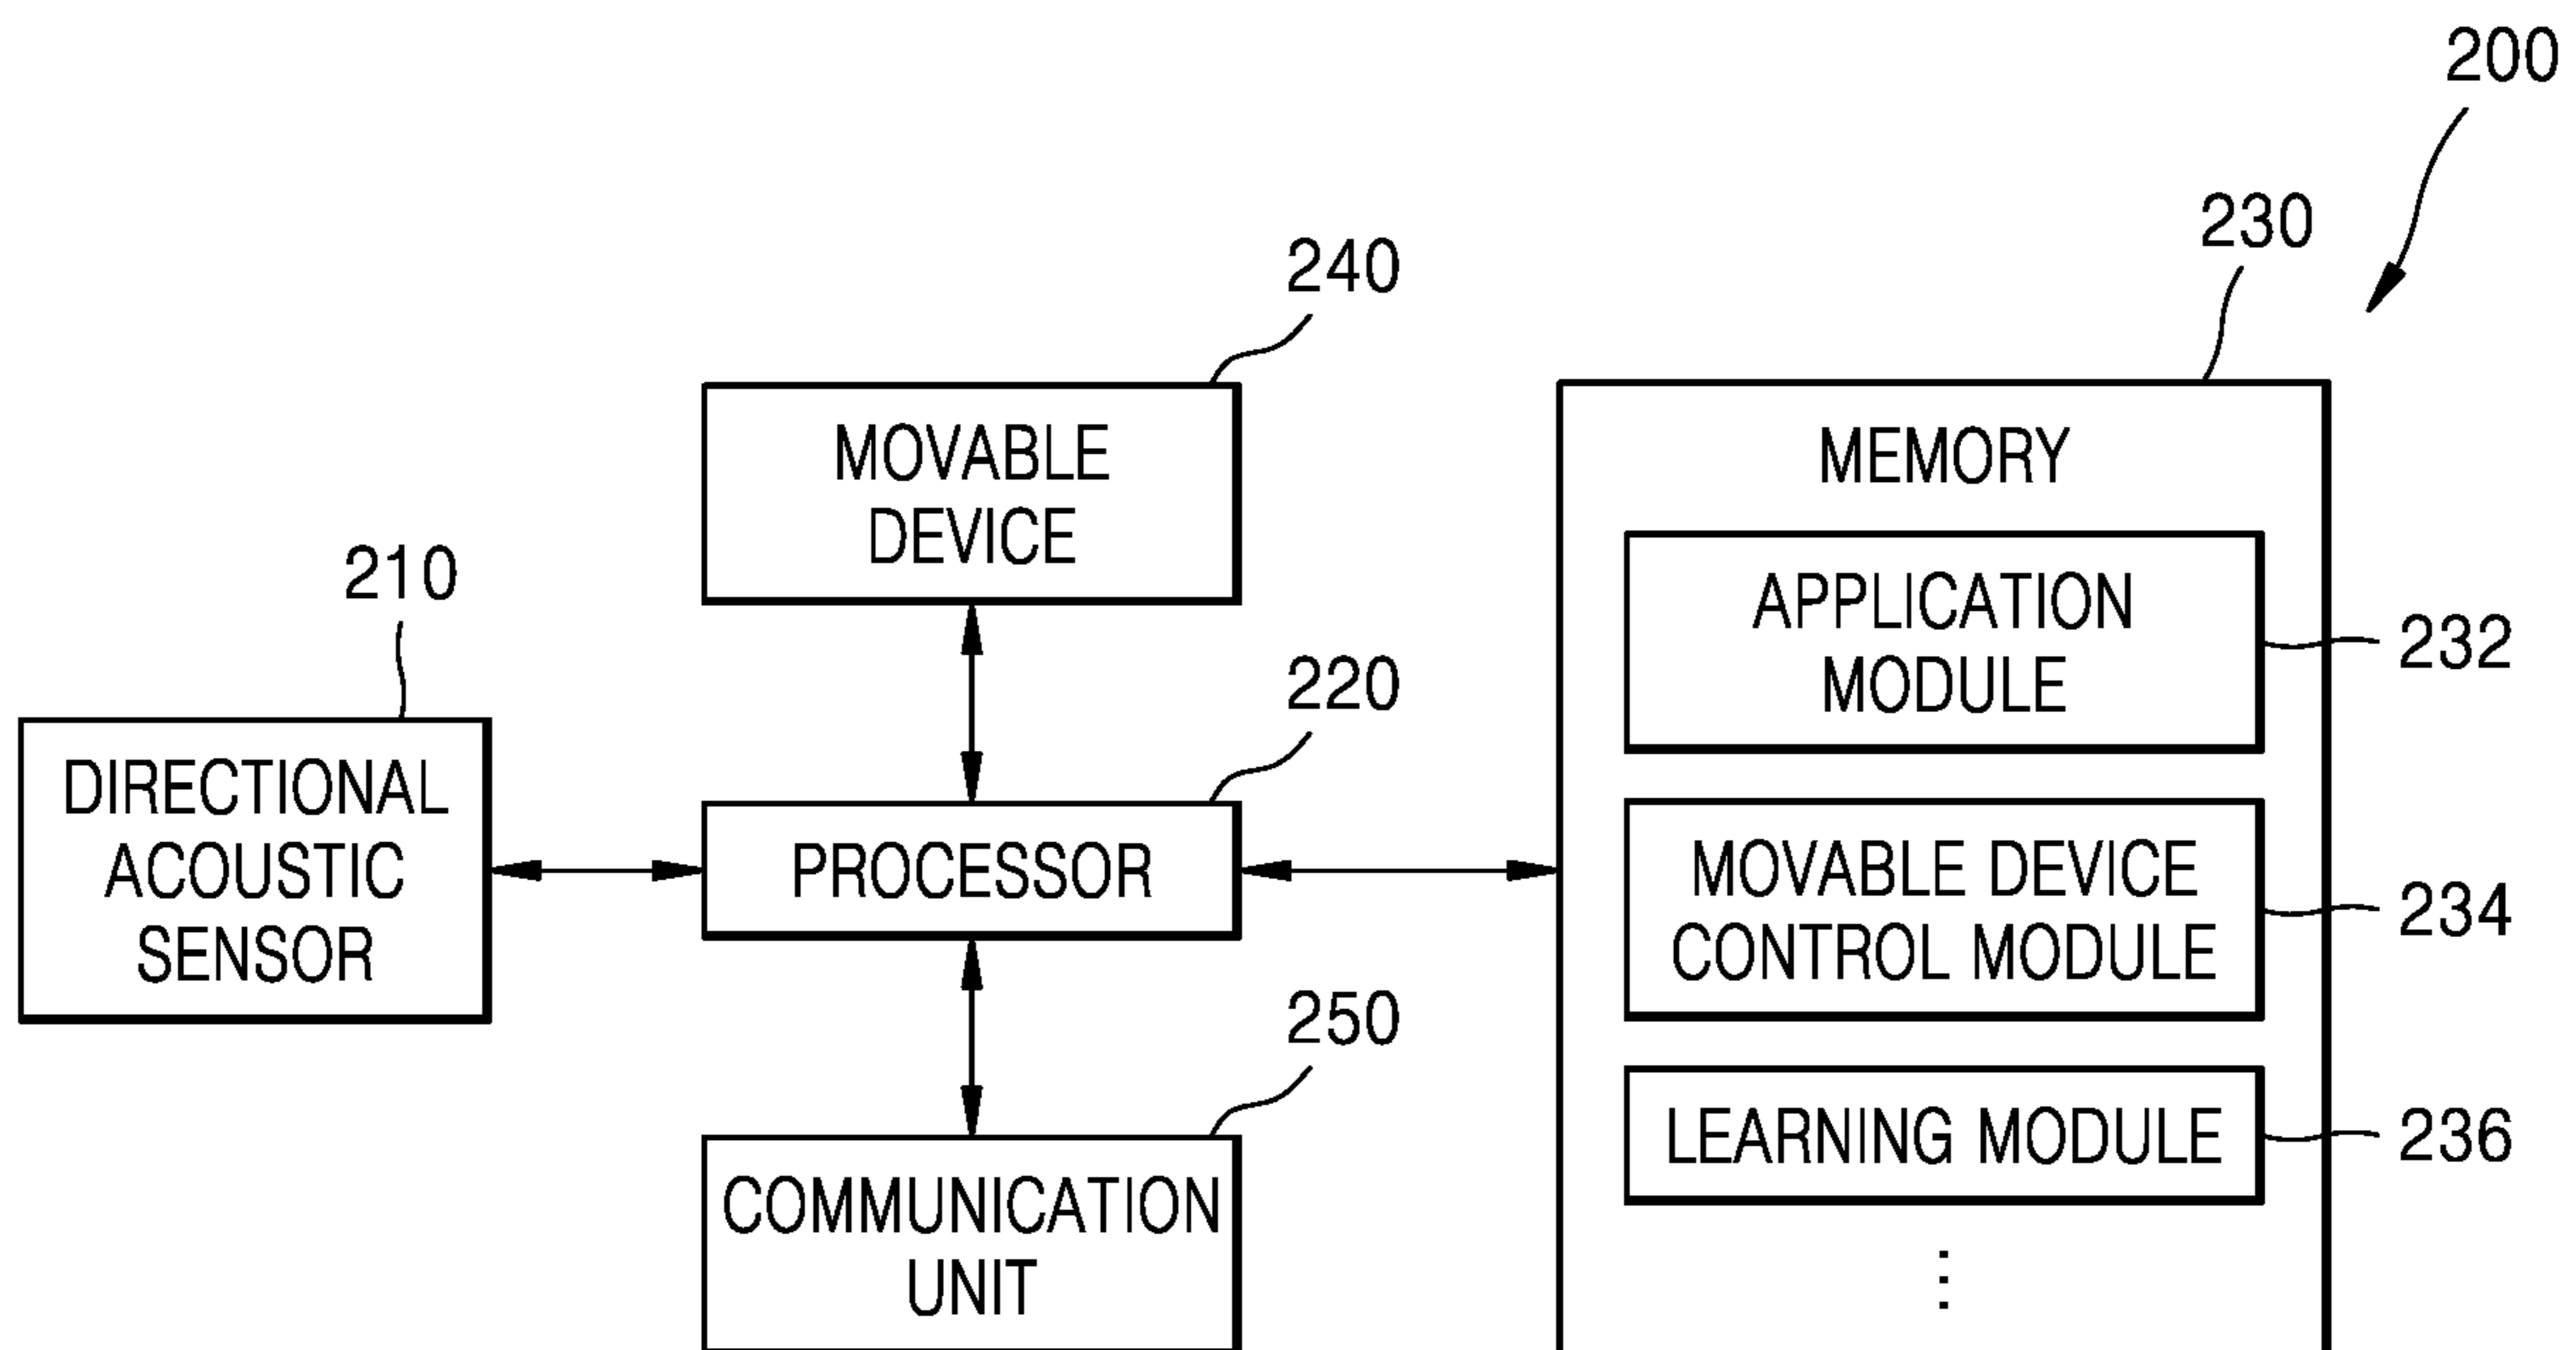 200
230
240
MOVABLE
DEVICE
MEMORY
210
APPLICATION
MODULE
232
220
DIRECTIONAL
ACOUSTIC
SENSOR
PROCESSOR
MOVABLE DEVICE
CONTROL MODULE
234
250
LEARNING MODULE
236
COMMUNICATION
UNIT
⋮